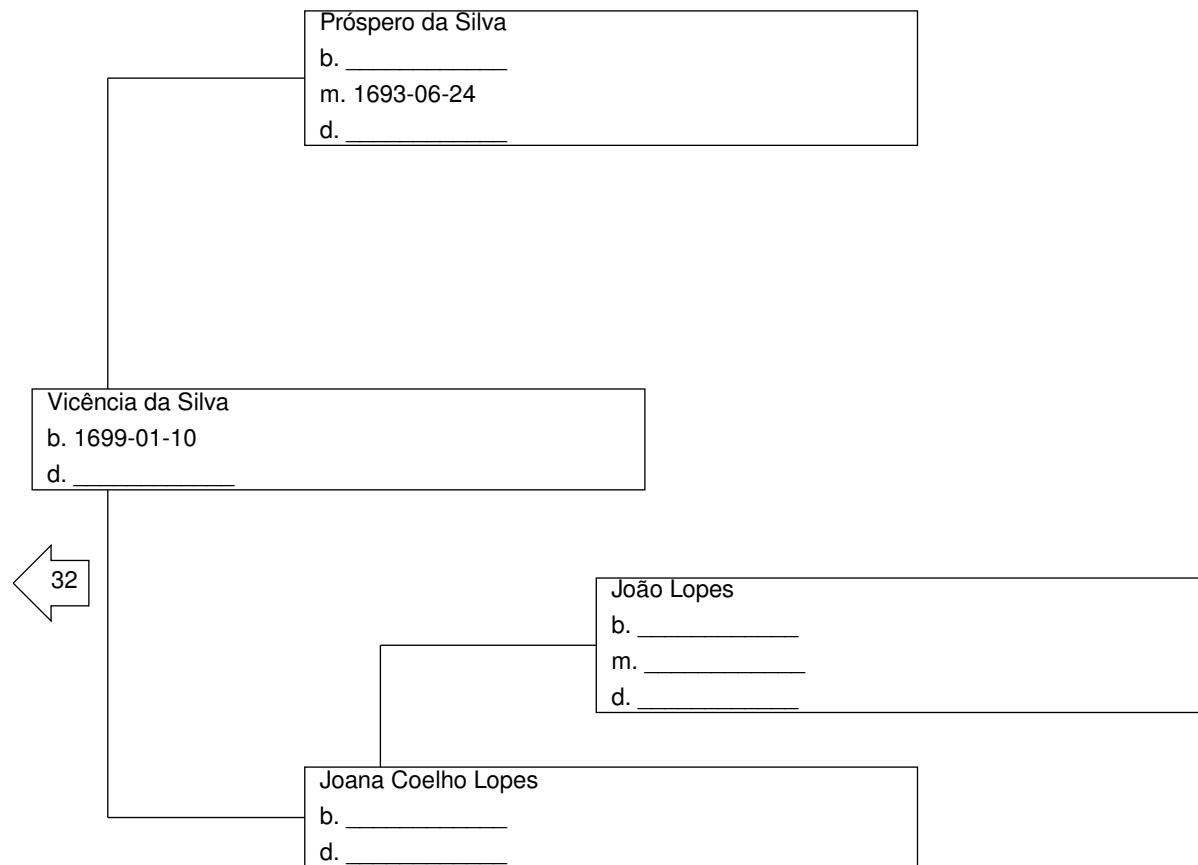 Próspero da Silva
b. ____________
m. 1693-06-24
d. ____________
Vicência da Silva
b. 1699-01-10
d. ____________
32
João Lopes
b. ____________
m. ____________
d. ____________
Joana Coelho Lopes
b. ____________
d. ____________